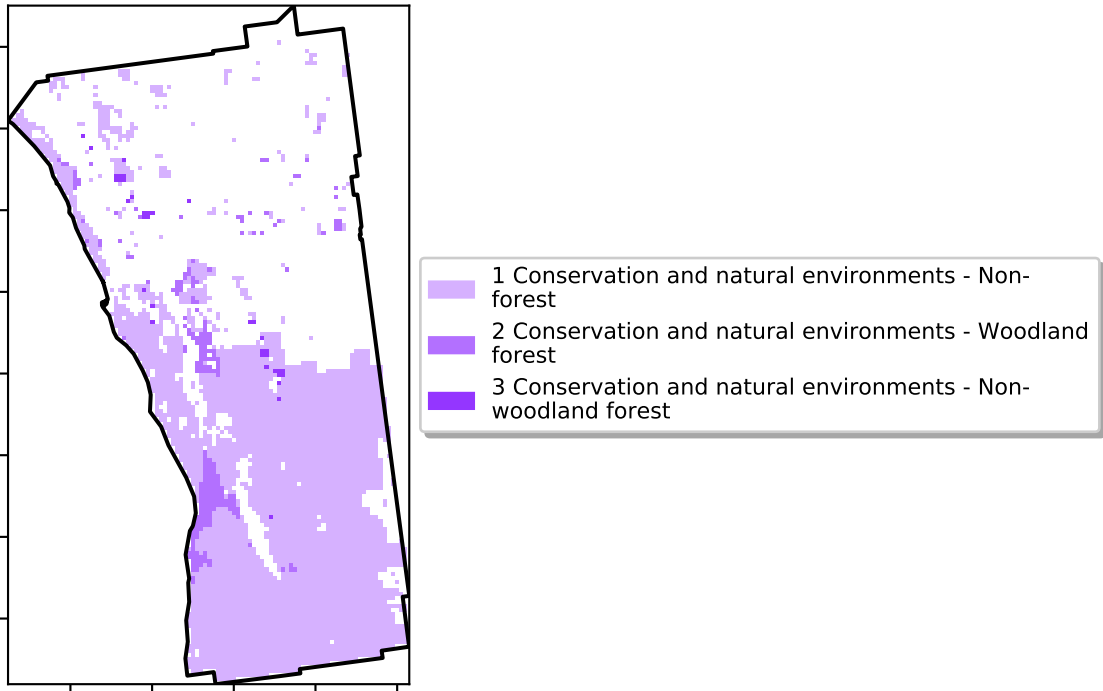 1 Conservation and natural environments - Non-
forest
2 Conservation and natural environments - Woodland
forest
3 Conservation and natural environments - Non-
woodland forest